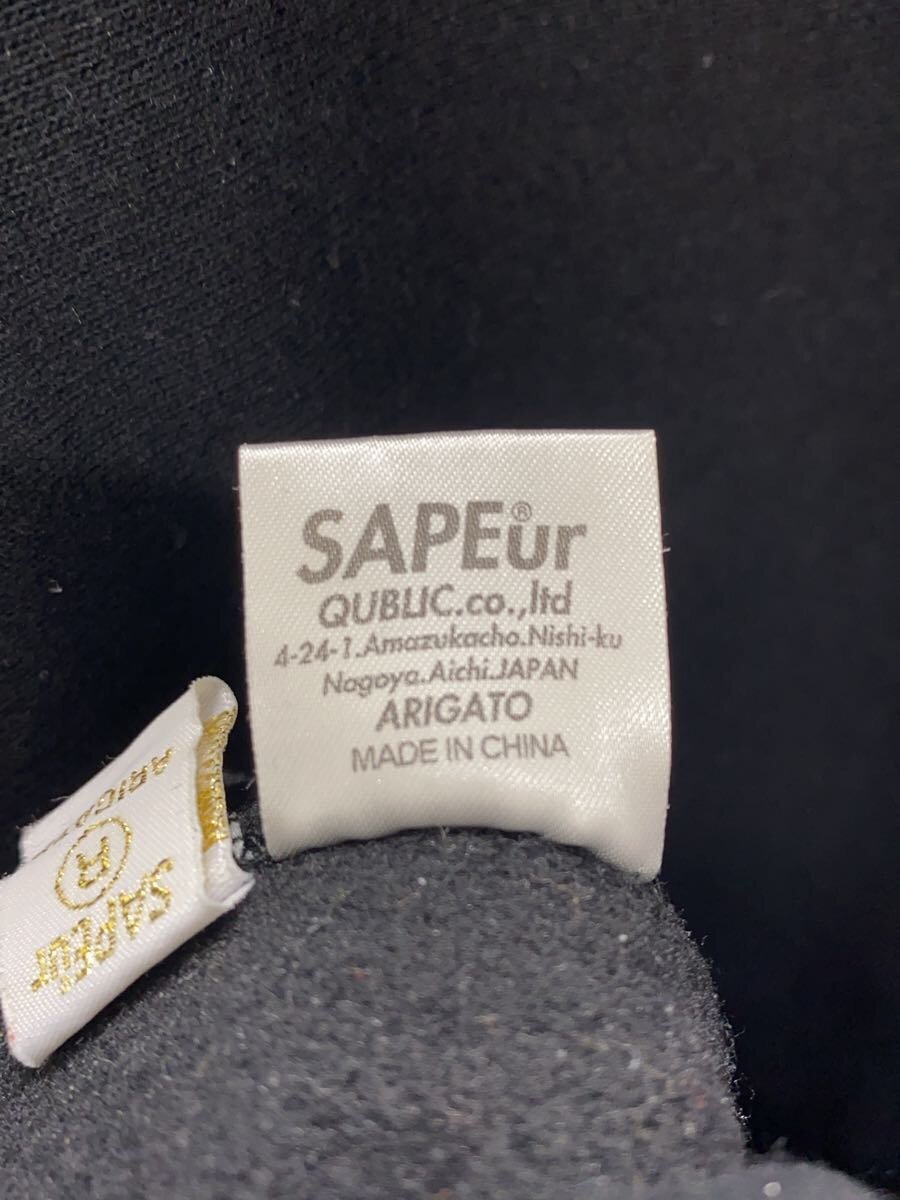 SAPEur®
QUBLIC.co.,ltd
4-24-1.Amazukacho.Nishi-ku
Nagoya.Aichi.JAPAN
ARIGATO
MADE IN CHINA
SAPEur
®